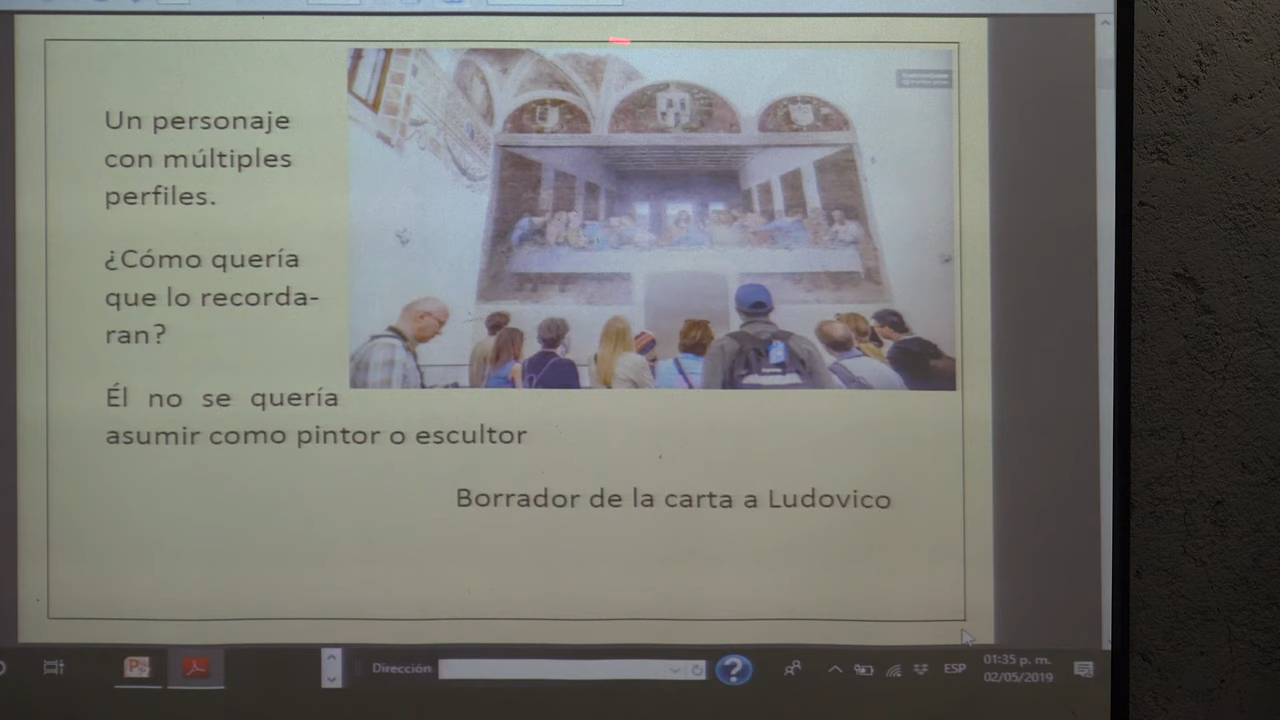 Un personaje
con múltiples
perfiles.
¿Cómo quería
que lo recorda-
ran?
Él no se quería
asumir como pintor o escultor
Borrador de la carta a Ludovico
Dirección
?
ESP
01:35 p. m.
02/05/2019